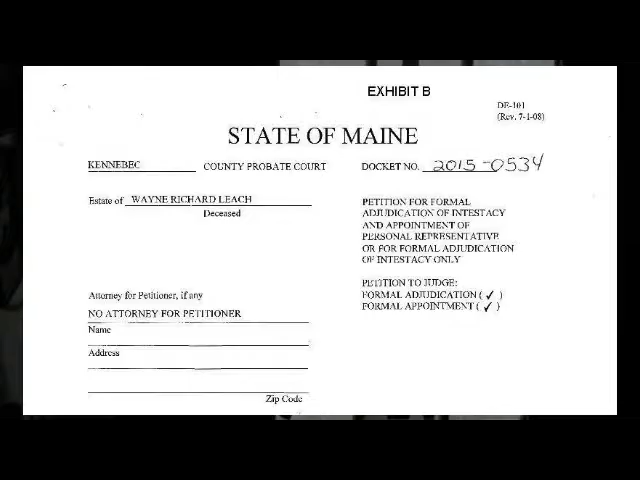 EXHIBIT B
DE-101
(Rev. 7-1-08)
STATE OF MAINE
KENNEBEC COUNTY PROBATE COURT DOCKET NO. 2015-0534
Estate of WAYNE RICHARD LEACH
Deceased
PETITION FOR FORMAL
ADJUDICATION OF INTESTACY
AND APPOINTMENT OF
PERSONAL REPRESENTATIVE
OR FOR FORMAL ADJUDICATION
OF INTESTACY ONLY
PETITION TO JUDGE:
FORMAL ADJUDICATION (✓)
FORMAL APPOINTMENT (✓)
Attorney for Petitioner, if any
NO ATTORNEY FOR PETITIONER
Name
Address
Zip Code